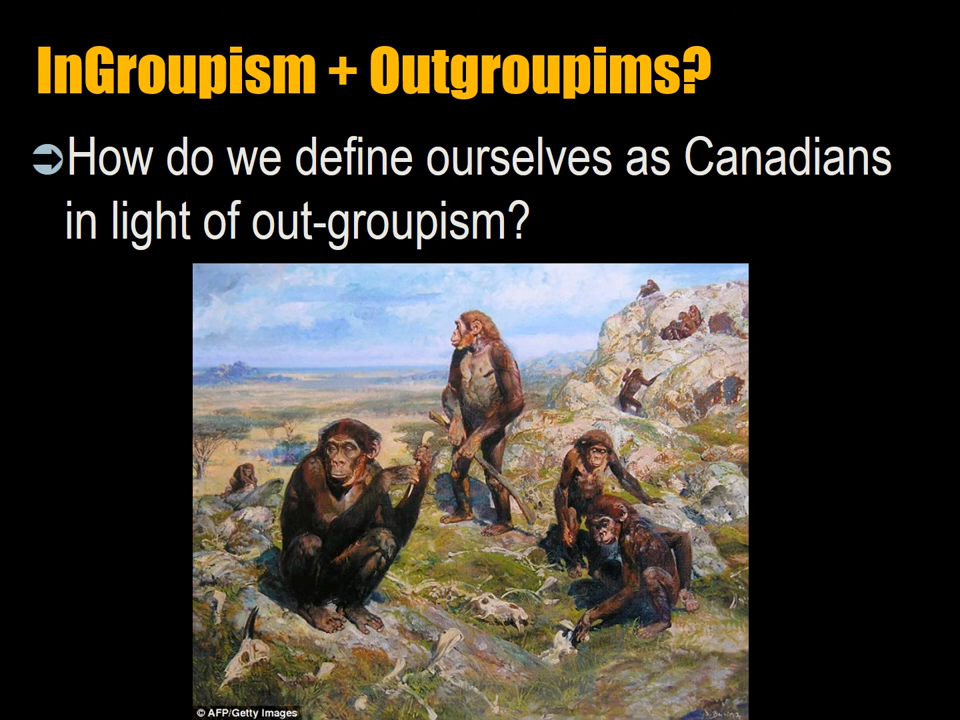 InGroupism + Outgroupims?
How do we define ourselves as Canadians
in light of out-groupism?
© AFP/Getty Images